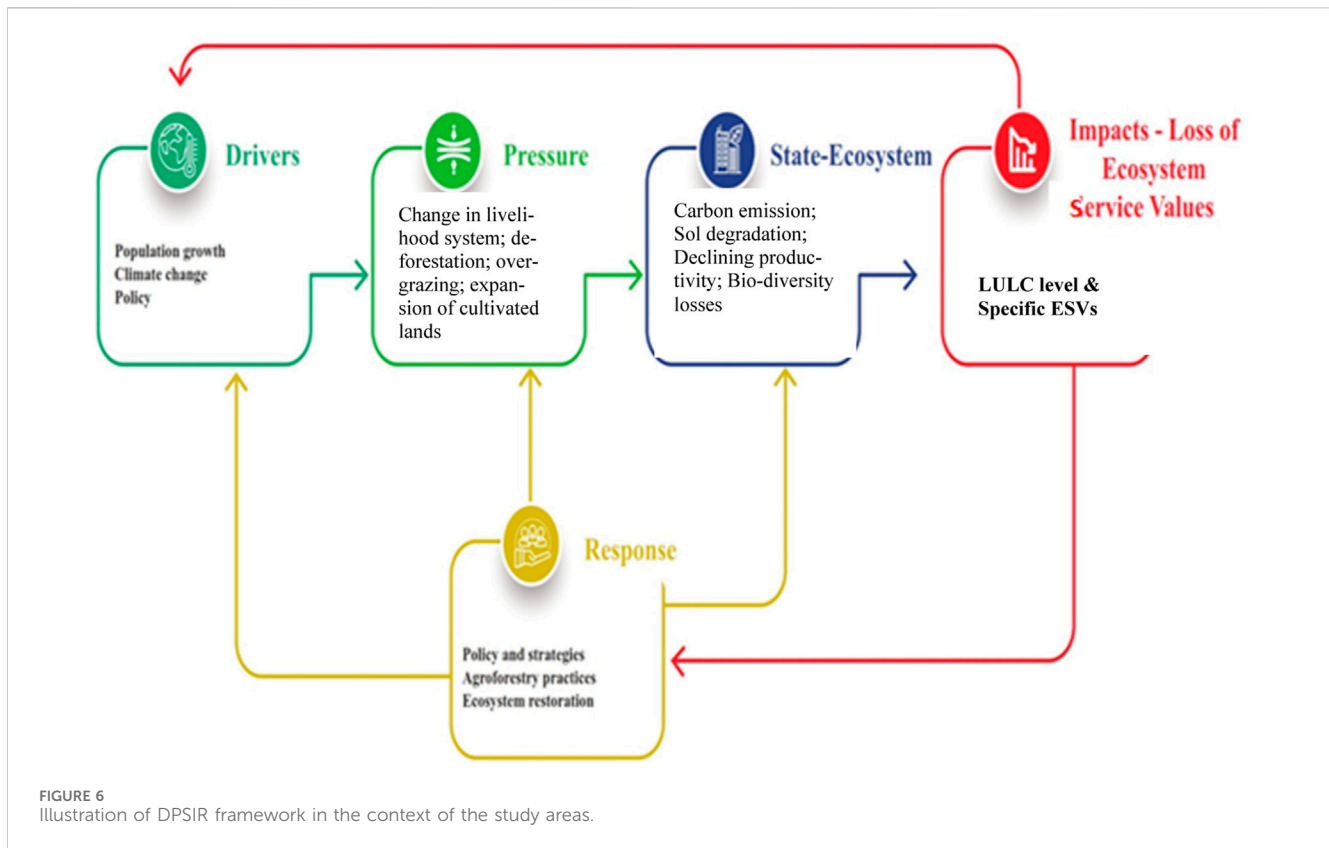 Drivers
Population growth
Climate change
Policy
Pressure
Change in liveli-
hood system; de-
forestation; over-
grazing; expan-
sion of cultivated
lands
State-Ecosystem
Carbon emission;
Sol degradation;
Declining produc-
tivity; Bio-diversity
losses
Impacts - Loss of
Ecosystem
Service Values
LULC level &
Specific ESVs
Response
Policy and strategies
Agroforestry practices
Ecosystem restoration
FIGURE 6
Illustration of DPSIR framework in the context of the study areas.